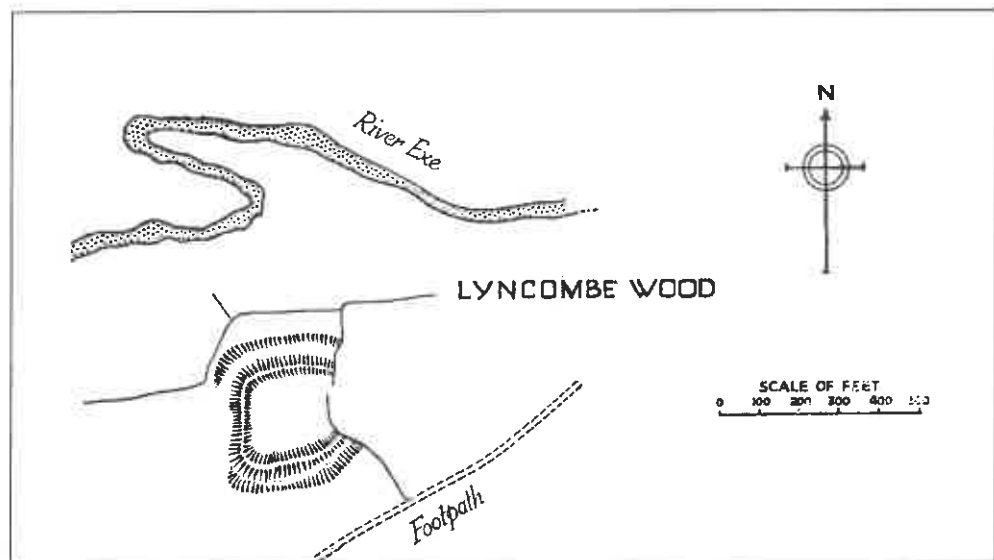 N
River Exe
LYNCOMBE WOOD
SCALE OF FEET
0 100 200 300 400
Footpath